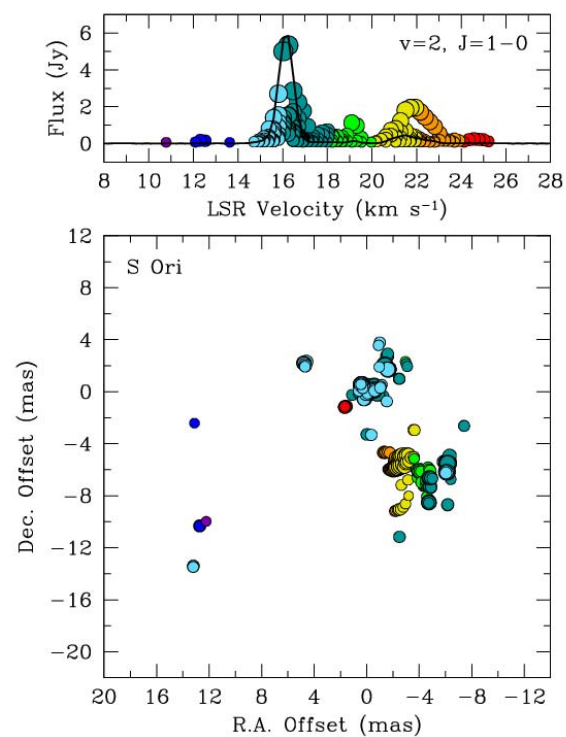 v=2, J=1−0
6
4
2
0
Flux (Jy)
8 10 12 14 16 18 20 22 24 26 28
LSR Velocity (km s⁻¹)
12
8
4
0
−4
−8
−12
−16
−20
S Ori
Dec. Offset (mas)
20 16 12 8 4 0 −4 −8 −12
R.A. Offset (mas)